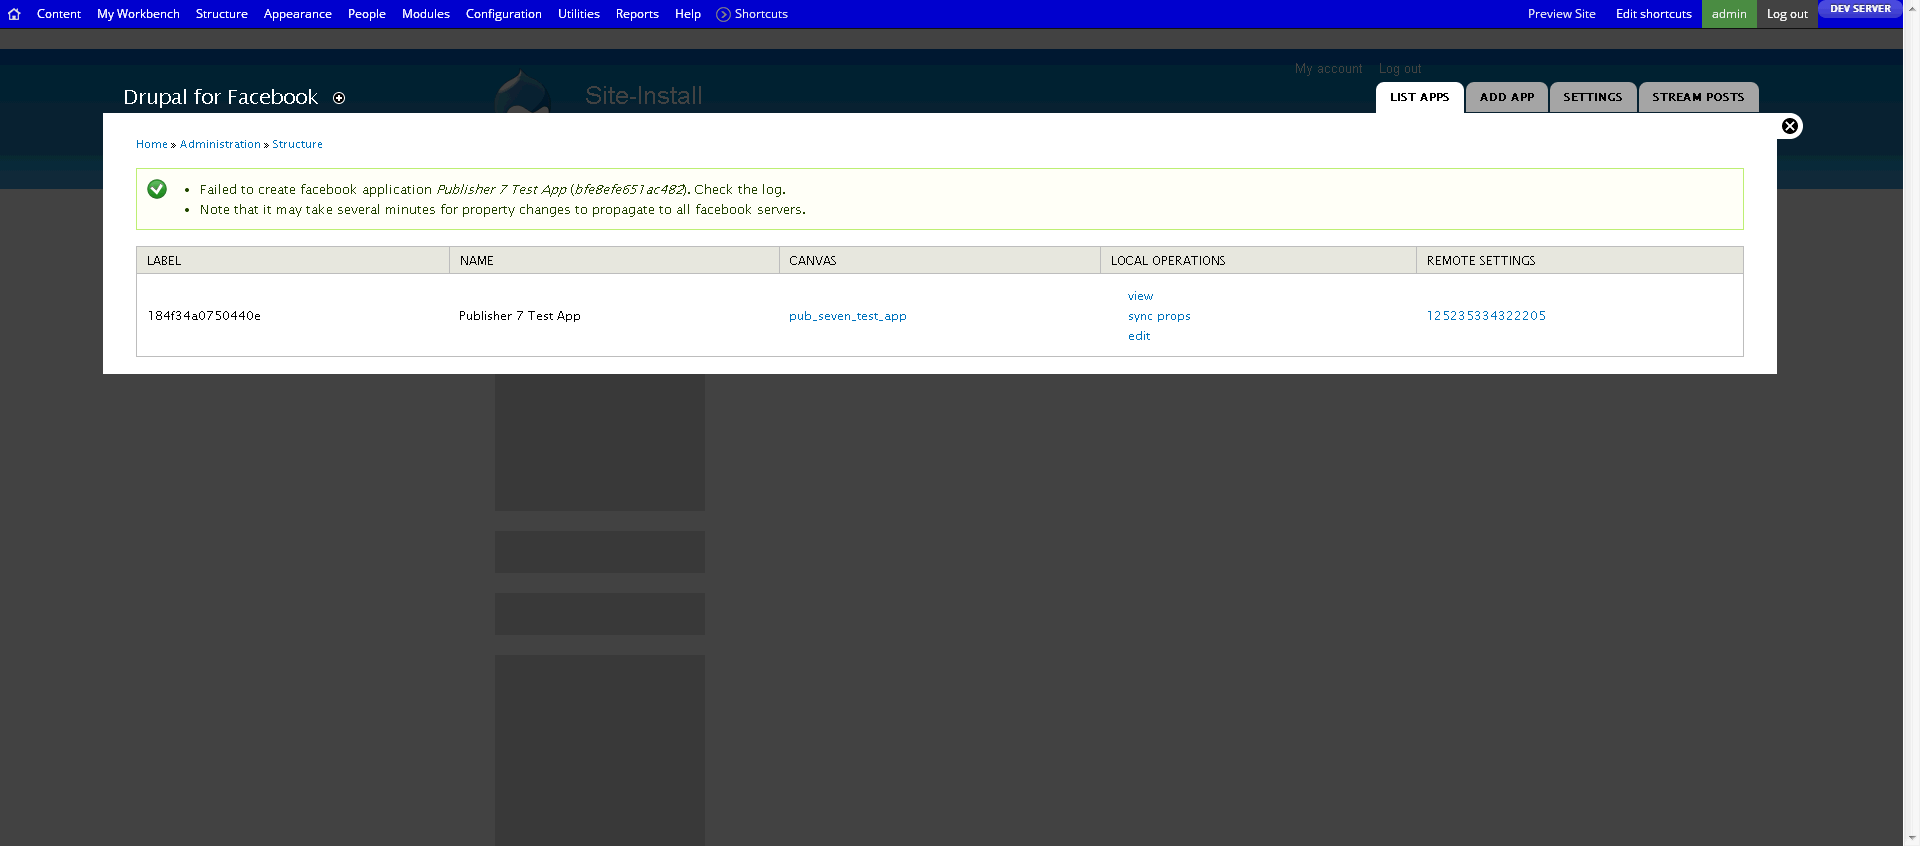 Content My Workbench Structure Appearance People Modules Configuration Utilities Reports Help Shortcuts Preview Site Edit shortcuts admin Log out DEV SERVER
My account Log out
Drupal for Facebook Site-Install LIST APPS ADD APP SETTINGS STREAM POSTS
Home » Administration » Structure
Failed to create facebook application Publisher 7 Test App (bfe8efe651ac482). Check the log.
Note that it may take several minutes for property changes to propagate to all facebook servers.
LABEL NAME CANVAS LOCAL OPERATIONS REMOTE SETTINGS
view
184f34a0750440e Publisher 7 Test App pub_seven_test_app sync props 125235334322205
edit